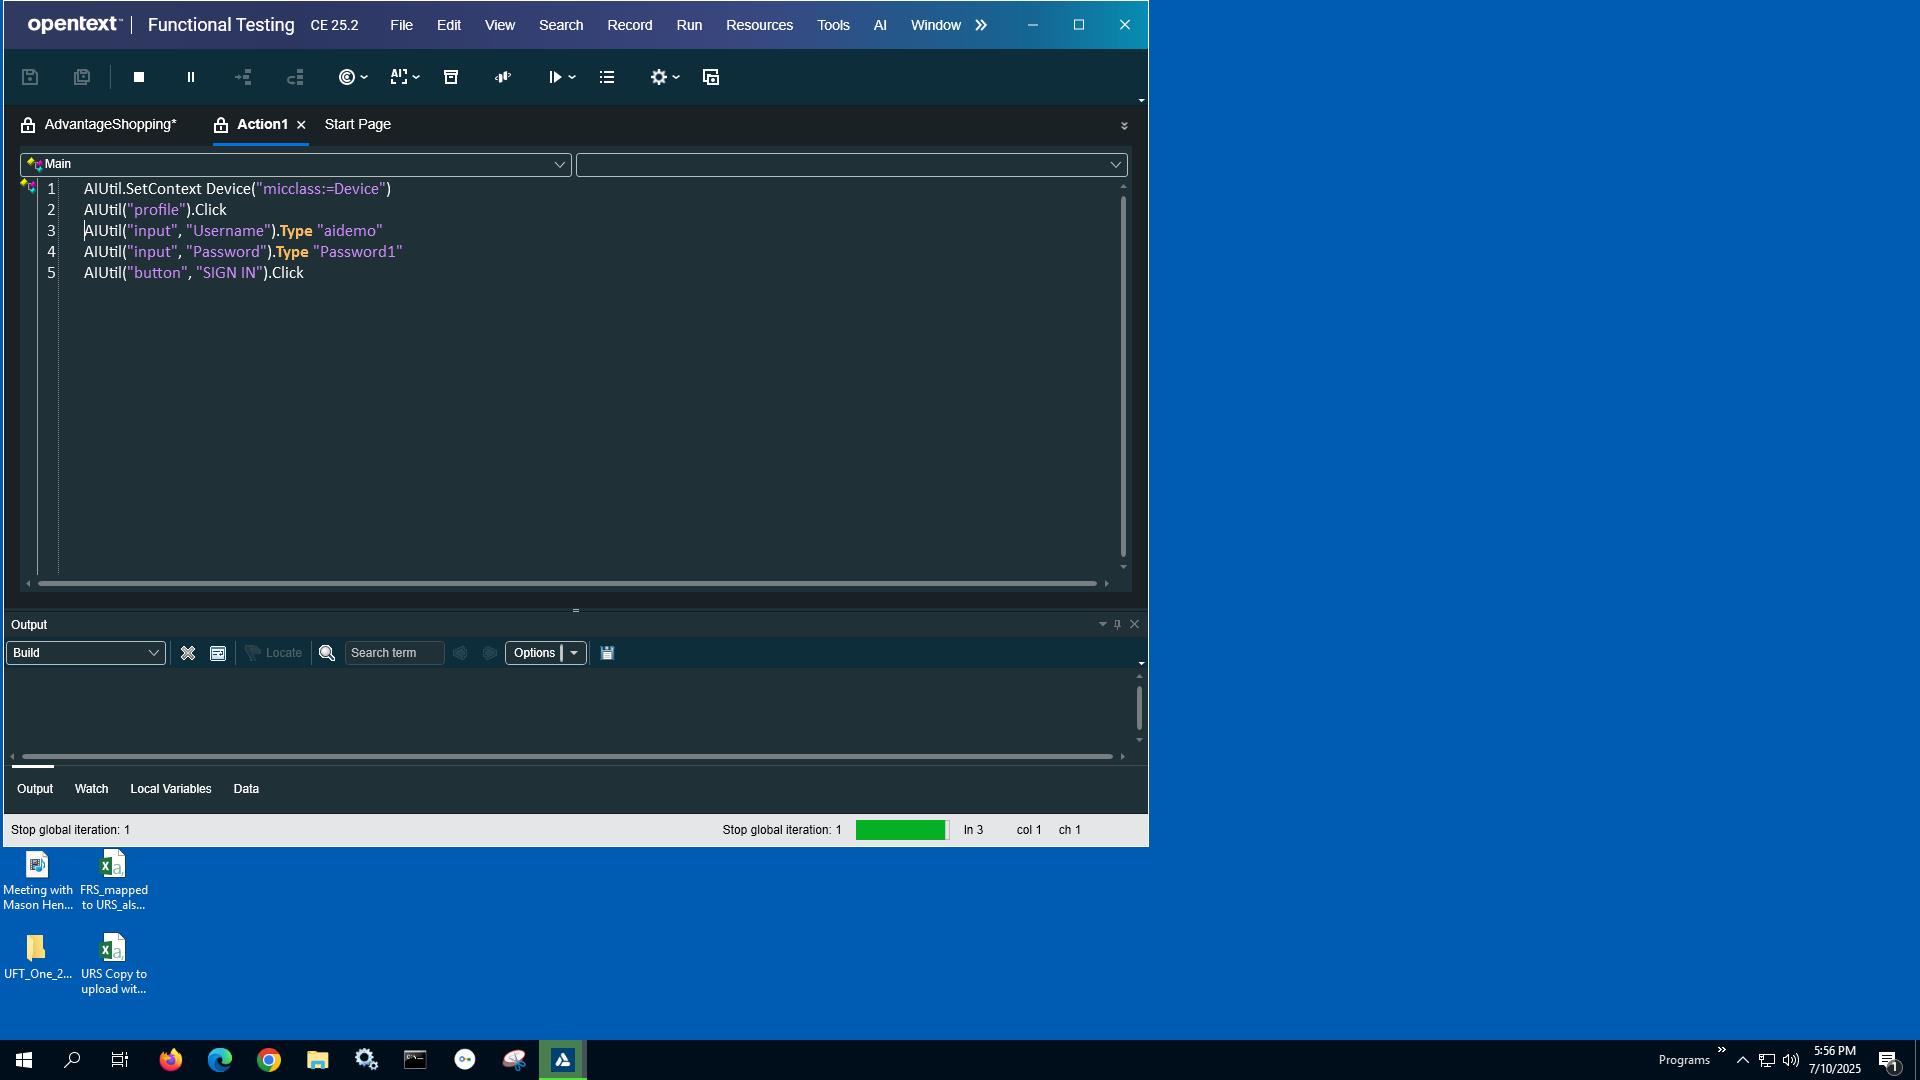 opentext™ | Functional Testing CE 25.2 File Edit View Search Record Run Resources Tools AI Window
AI
AdvantageShopping* Action1 Start Page
Main
1 AIUtil.SetContext Device("micclass:=Device")
2 AIUtil("profile").Click
3 AIUtil("input", "Username").Type "aidemo"
4 AIUtil("input", "Password").Type "Password1"
5 AIUtil("button", "SIGN IN").Click
Output
Build Locate Search term Options
Output Watch Local Variables Data
Stop global iteration: 1 Stop global iteration: 1 ln 3 col 1 ch 1
Meeting with
Mason Hen...
FRS_mapped
to URS_als...
UFT_One_2...
URS Copy to
upload wit...
Programs
5:56 PM
7/10/2025
1